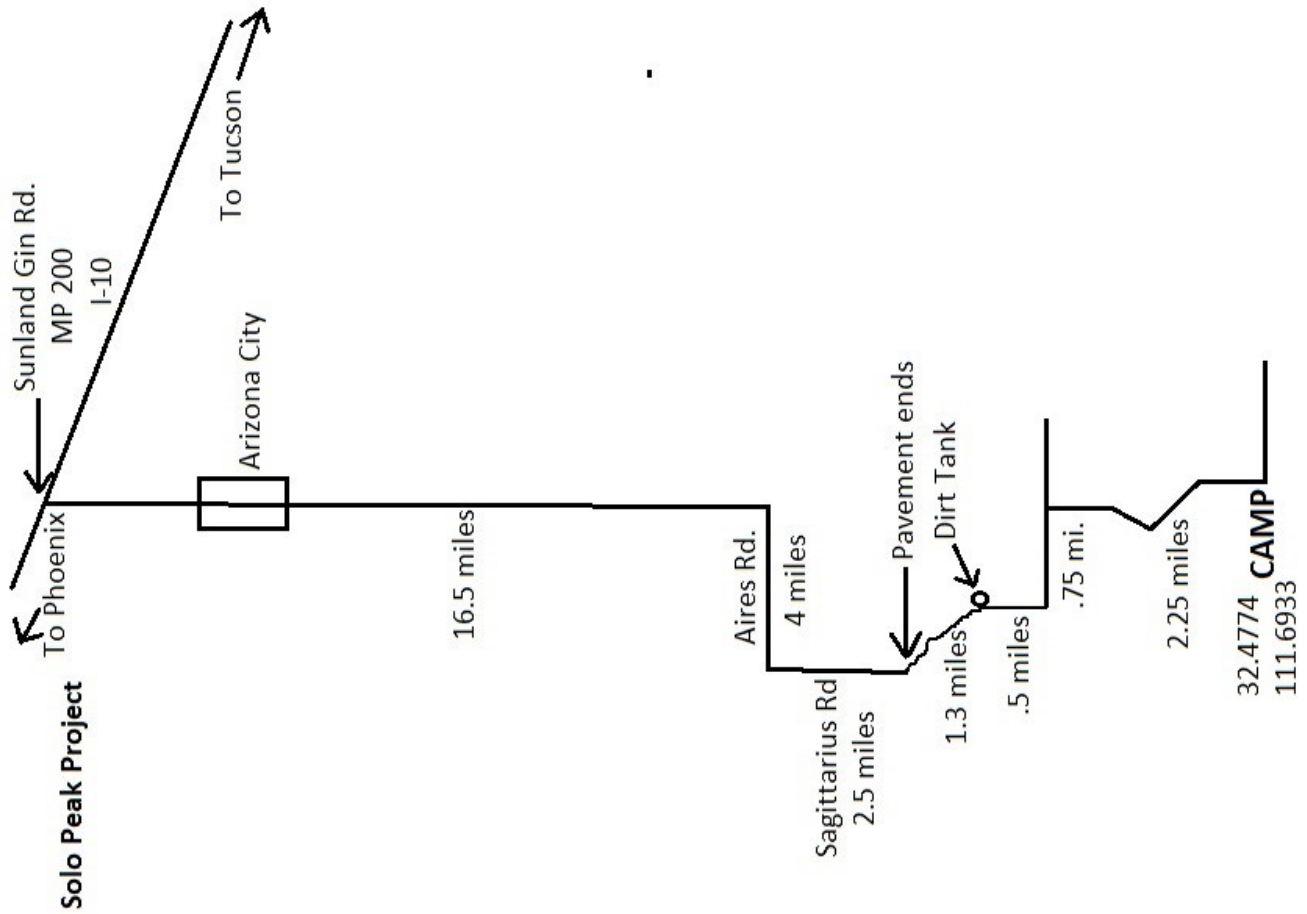 Solo Peak Project
To Phoenix
Sunland Gin Rd.
MP 200
I-10
To Tucson
Arizona City
16.5 miles
Aires Rd.
4 miles
Sagittarius Rd
2.5 miles
Pavement ends
Dirt Tank
1.3 miles
.5 miles
.75 mi.
2.25 miles
32.4774 CAMP
111.6933